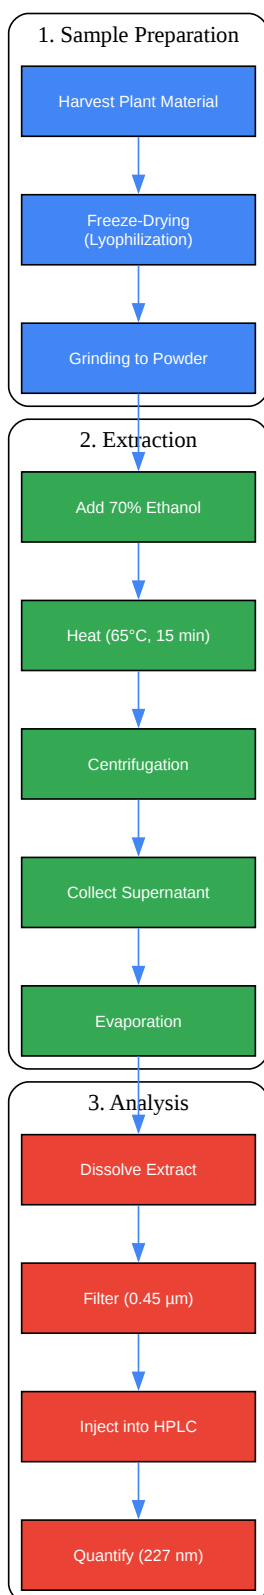 1. Sample Preparation
Harvest Plant Material
Freeze-Drying
(Lyophilization)
Grinding to Powder
2. Extraction
Add 70% Ethanol
Heat (65°C, 15 min)
Centrifugation
Collect Supernatant
Evaporation
3. Analysis
Dissolve Extract
Filter (0.45 µm)
Inject into HPLC
Quantify (227 nm)